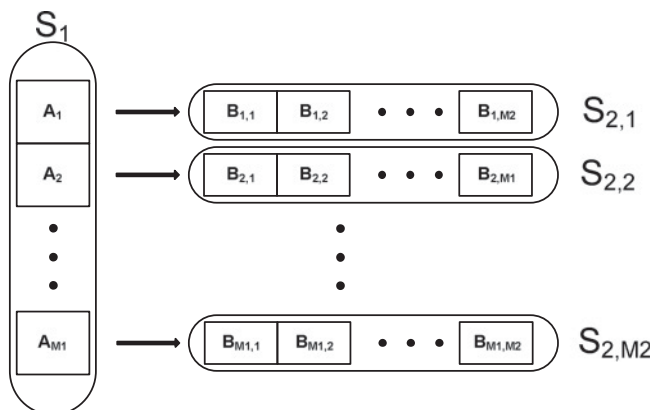 S1
A1 B1,1 B1,2 • • • B1,M2 S2,1
A2 B2,1 B2,2 • • • B2,M1 S2,2
AM1 BM1,1 BM1,2 • • • BM1,M2 S2,M2